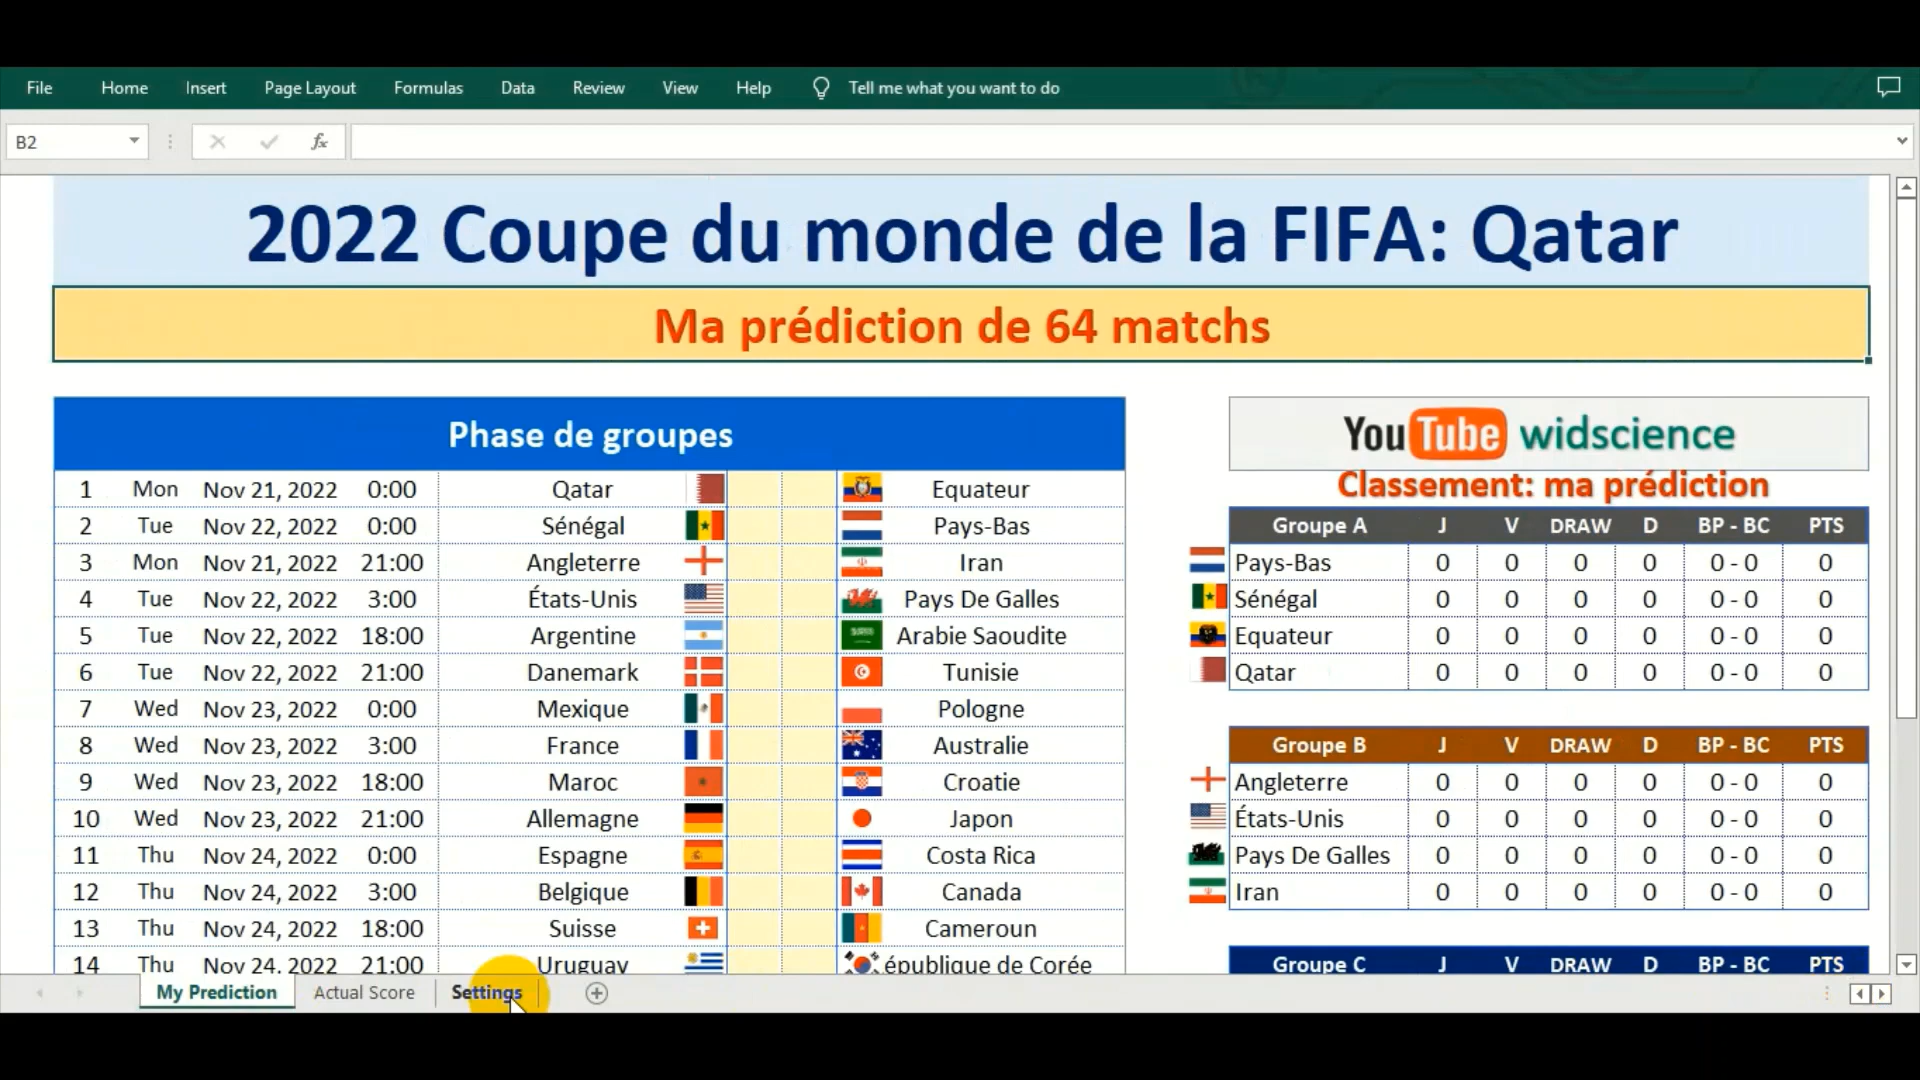 File Home Insert Page Layout Formulas Data Review View Help Tell me what you want to do
B2 fx
2022 Coupe du monde de la FIFA: Qatar
Ma prédiction de 64 matchs
Phase de groupes
1 Mon Nov 21, 2022 0:00 Qatar Equateur
2 Tue Nov 22, 2022 0:00 Sénégal Pays-Bas
3 Mon Nov 21, 2022 21:00 Angleterre Iran
4 Tue Nov 22, 2022 3:00 États-Unis Pays De Galles
5 Tue Nov 22, 2022 18:00 Argentine Arabie Saoudite
6 Tue Nov 22, 2022 21:00 Danemark Tunisie
7 Wed Nov 23, 2022 0:00 Mexique Pologne
8 Wed Nov 23, 2022 3:00 France Australie
9 Wed Nov 23, 2022 18:00 Maroc Croatie
10 Wed Nov 23, 2022 21:00 Allemagne Japon
11 Thu Nov 24, 2022 0:00 Espagne Costa Rica
12 Thu Nov 24, 2022 3:00 Belgique Canada
13 Thu Nov 24, 2022 18:00 Suisse Cameroun
14 Thu Nov 24, 2022 21:00 Uruguay épublique de Corée
YouTube widscience
Classement: ma prédiction
Groupe A J V DRAW D BP - BC PTS
Pays-Bas 0 0 0 0 0 - 0 0
Sénégal 0 0 0 0 0 - 0 0
Equateur 0 0 0 0 0 - 0 0
Qatar 0 0 0 0 0 - 0 0
Groupe B J V DRAW D BP - BC PTS
Angleterre 0 0 0 0 0 - 0 0
États-Unis 0 0 0 0 0 - 0 0
Pays De Galles 0 0 0 0 0 - 0 0
Iran 0 0 0 0 0 - 0 0
Groupe C J V DRAW D BP - BC PTS
My Prediction Actual Score Settings